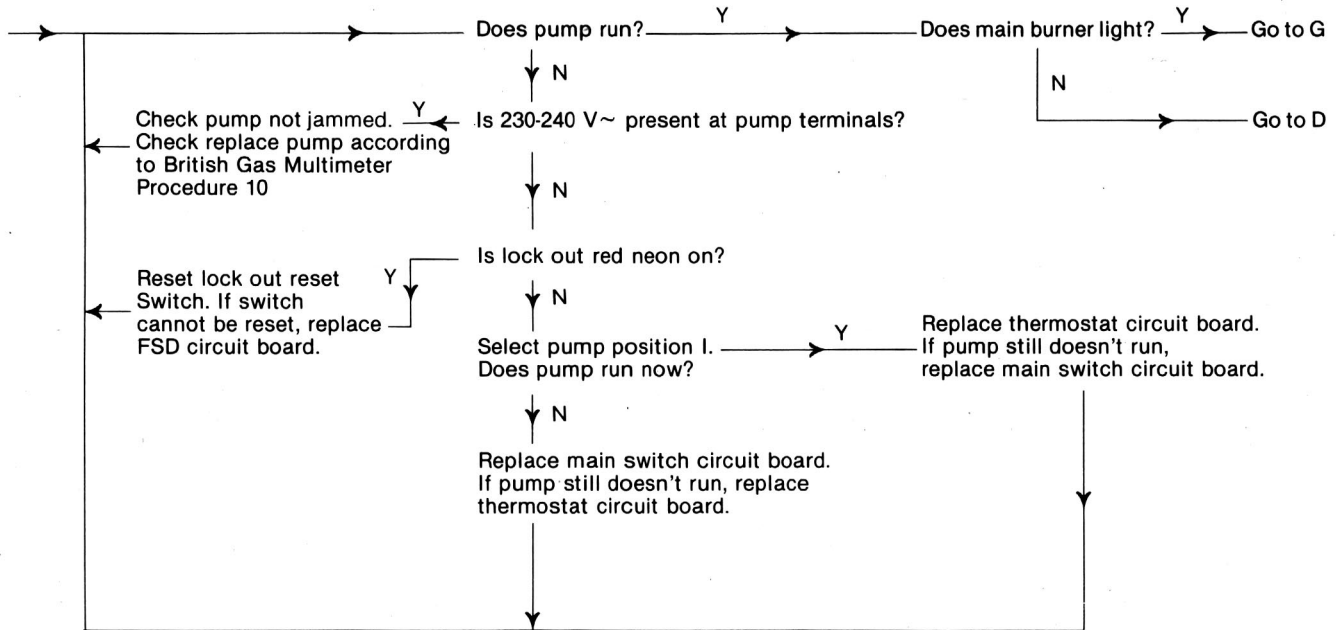 Does pump run?
Y
Does main burner light?
Y
Go to G
N
N
Go to D
Check pump not jammed.
Check replace pump according
to British Gas Multimeter
Procedure 10
Y
Is 230-240 V~ present at pump terminals?
N
Is lock out red neon on?
Y
Reset lock out reset
Switch. If switch
cannot be reset, replace
FSD circuit board.
N
Select pump position I.
Does pump run now?
Y
Replace thermostat circuit board.
If pump still doesn't run,
replace main switch circuit board.
N
Replace main switch circuit board.
If pump still doesn't run, replace
thermostat circuit board.